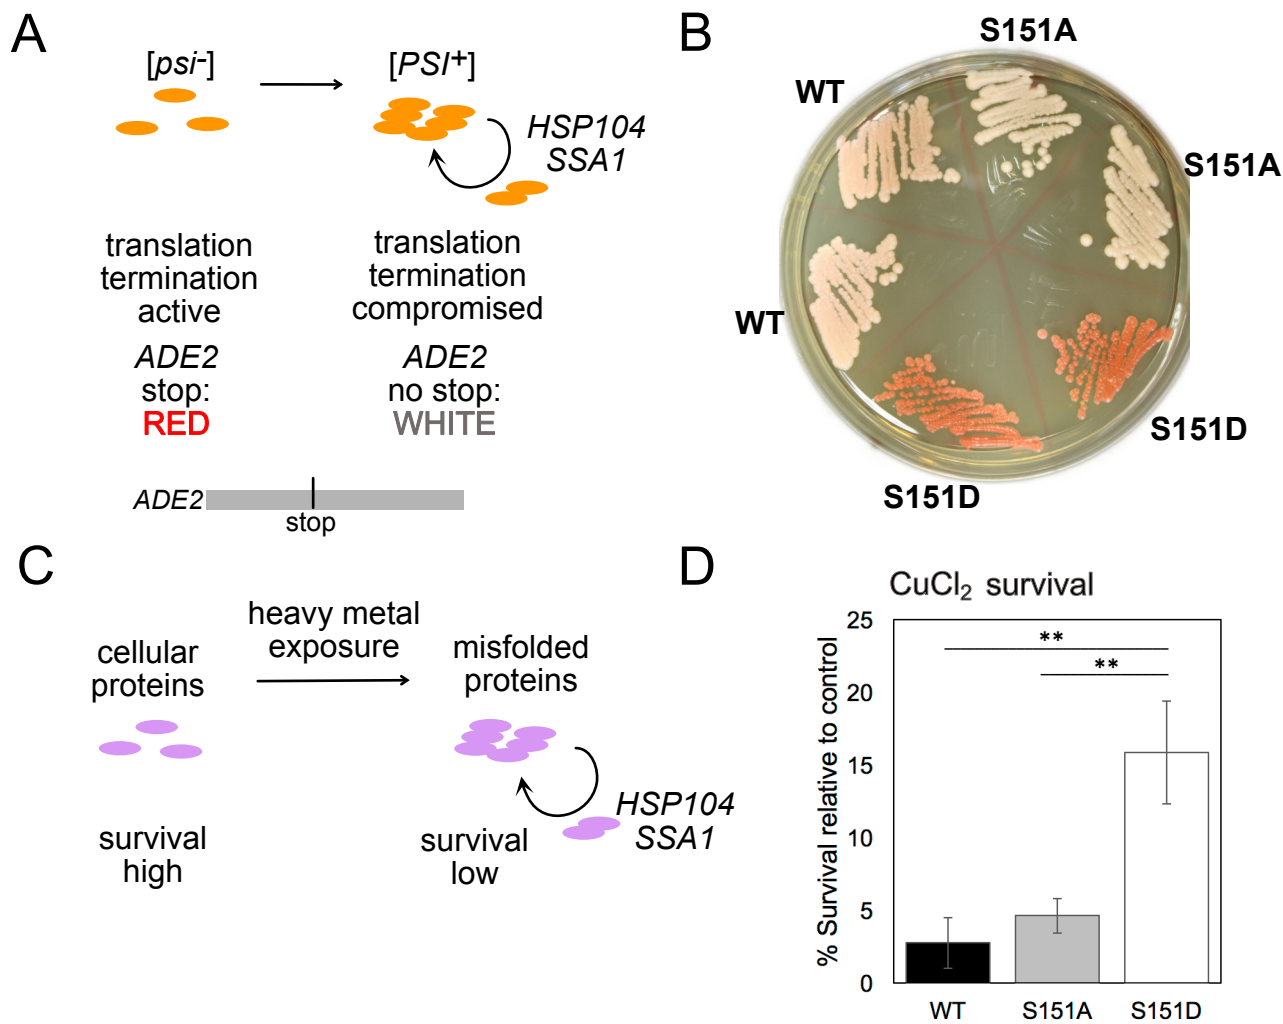 A
[psi-]
[PSI+]
HSP104
SSA1
translation
termination
active
translation
termination
compromised
ADE2
stop:
RED
ADE2
no stop:
WHITE
ADE2
stop
B
S151A
WT
S151A
WT
S151D
S151D
C
heavy metal
exposure
cellular
proteins
misfolded
proteins
HSP104
SSA1
survival
high
survival
low
D
CuCl2 survival
% Survival relative to control
25
20
15
10
5
0
**
**
WT
S151A
S151D